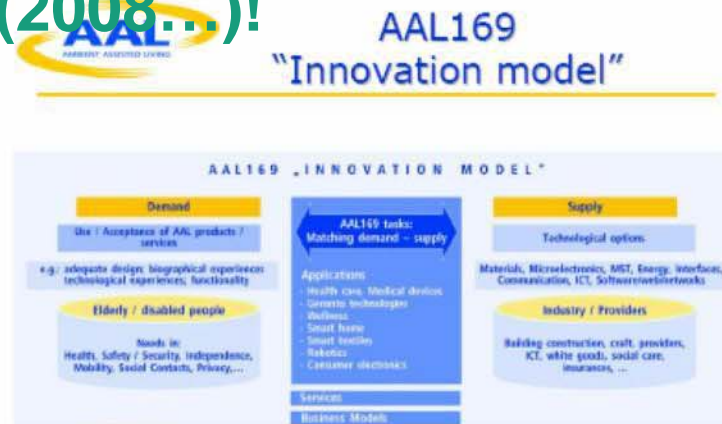 (2008...)!
AAL
AMBIENT ASSISTED LIVING
AAL169
“Innovation model”
AAL169 „INNOVATION MODEL"
Demand
Use / Acceptance of AAL products /
services
e.g.: adequate design; biographical experiences
technological experiences; functionality
Elderly / disabled people
Needs in:
Health, Safety / Security, Independence,
Mobility, Social Contacts, Privacy,...
AAL169 tasks:
Matching demand – supply
Applications
- Health care, Medical devices
- Geronto technologies
- Wellness
- Smart home
- Smart textiles
- Robotics
- Consumer electronics
Services
Business Models
Supply
Technological options
Materials, Microelectronics, MST, Energy, Interfaces,
Communication, ICT, Software/web/networks
Industry / Providers
Building construction, craft, providers,
ICT, white goods, social care,
insurances, ...